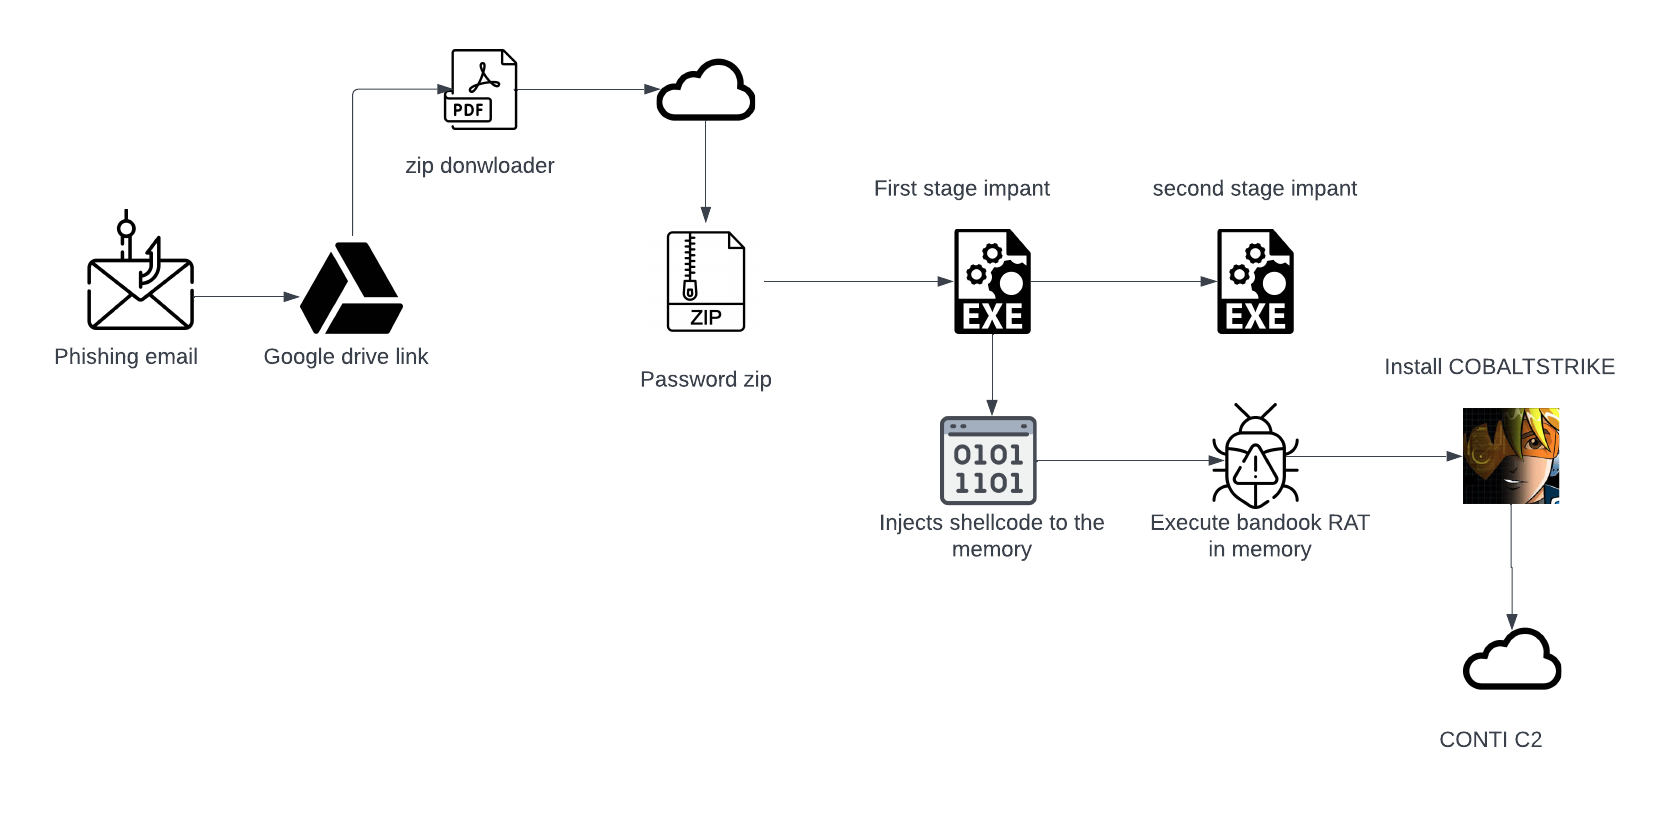 PDF
zip donwloader
First stage impant
second stage impant
ZIP
EXE
EXE
Phishing email
Google drive link
Password zip
Install COBALTSTRIKE
0101
1101
Injects shellcode to the
memory
Execute bandook RAT
in memory
CONTI C2